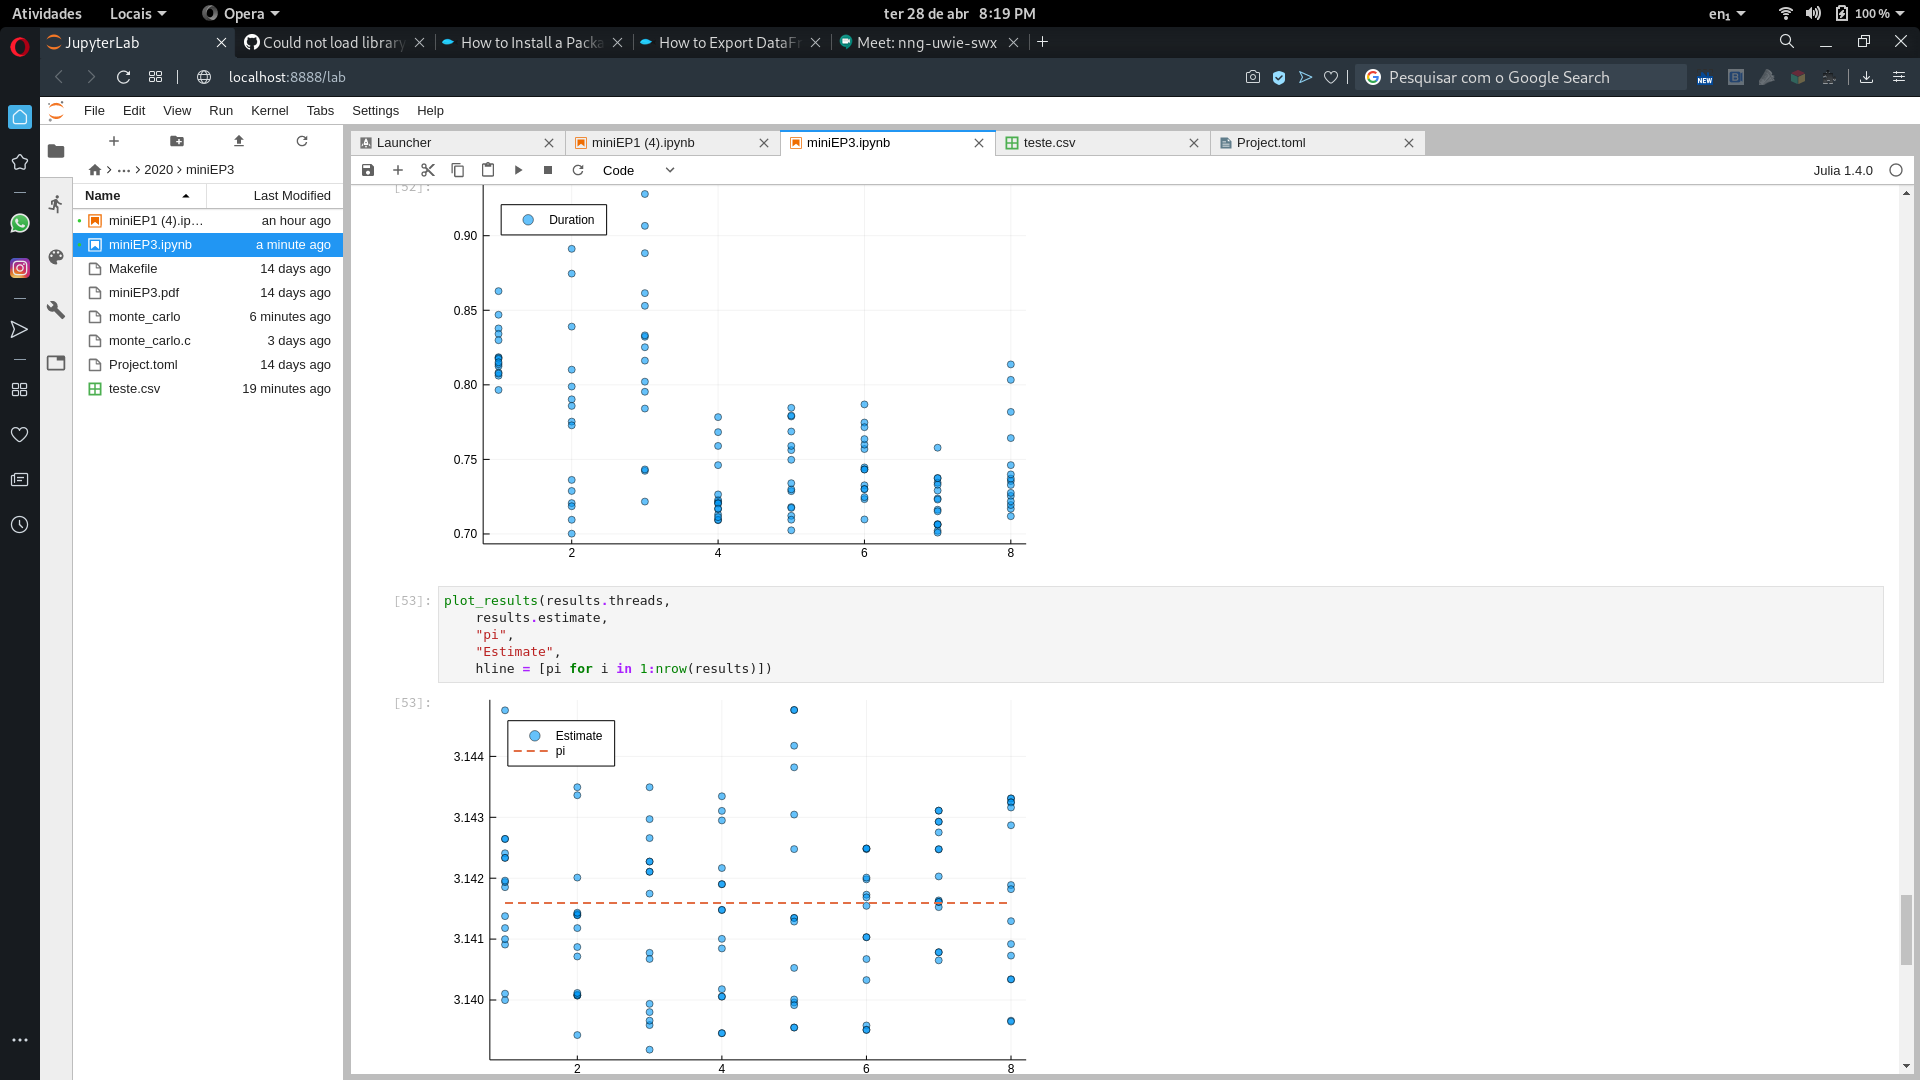 Atividades Locais Opera ter 28 de abr 8:19 PM en₁ 100 %
JupyterLab Could not load library How to Install a Packa How to Export DataFr Meet: nng-uwie-swx
localhost:8888/lab Pesquisar com o Google Search NEW
File Edit View Run Kernel Tabs Settings Help
Launcher miniEP1 (4).ipynb miniEP3.ipynb teste.csv Project.toml
··· 2020 miniEP3 Code Julia 1.4.0
Name Last Modified
miniEP1 (4).ip… an hour ago
miniEP3.ipynb a minute ago
Makefile 14 days ago
miniEP3.pdf 14 days ago
monte_carlo 6 minutes ago
monte_carlo.c 3 days ago
Project.toml 14 days ago
teste.csv 19 minutes ago
[52]:
Duration
0.90
0.85
0.80
0.75
0.70
2 4 6 8
[53]: plot_results(results.threads,
results.estimate,
"pi",
"Estimate",
hline = [pi for i in 1:nrow(results)])
[53]:
Estimate
pi
3.144
3.143
3.142
3.141
3.140
2 4 6 8